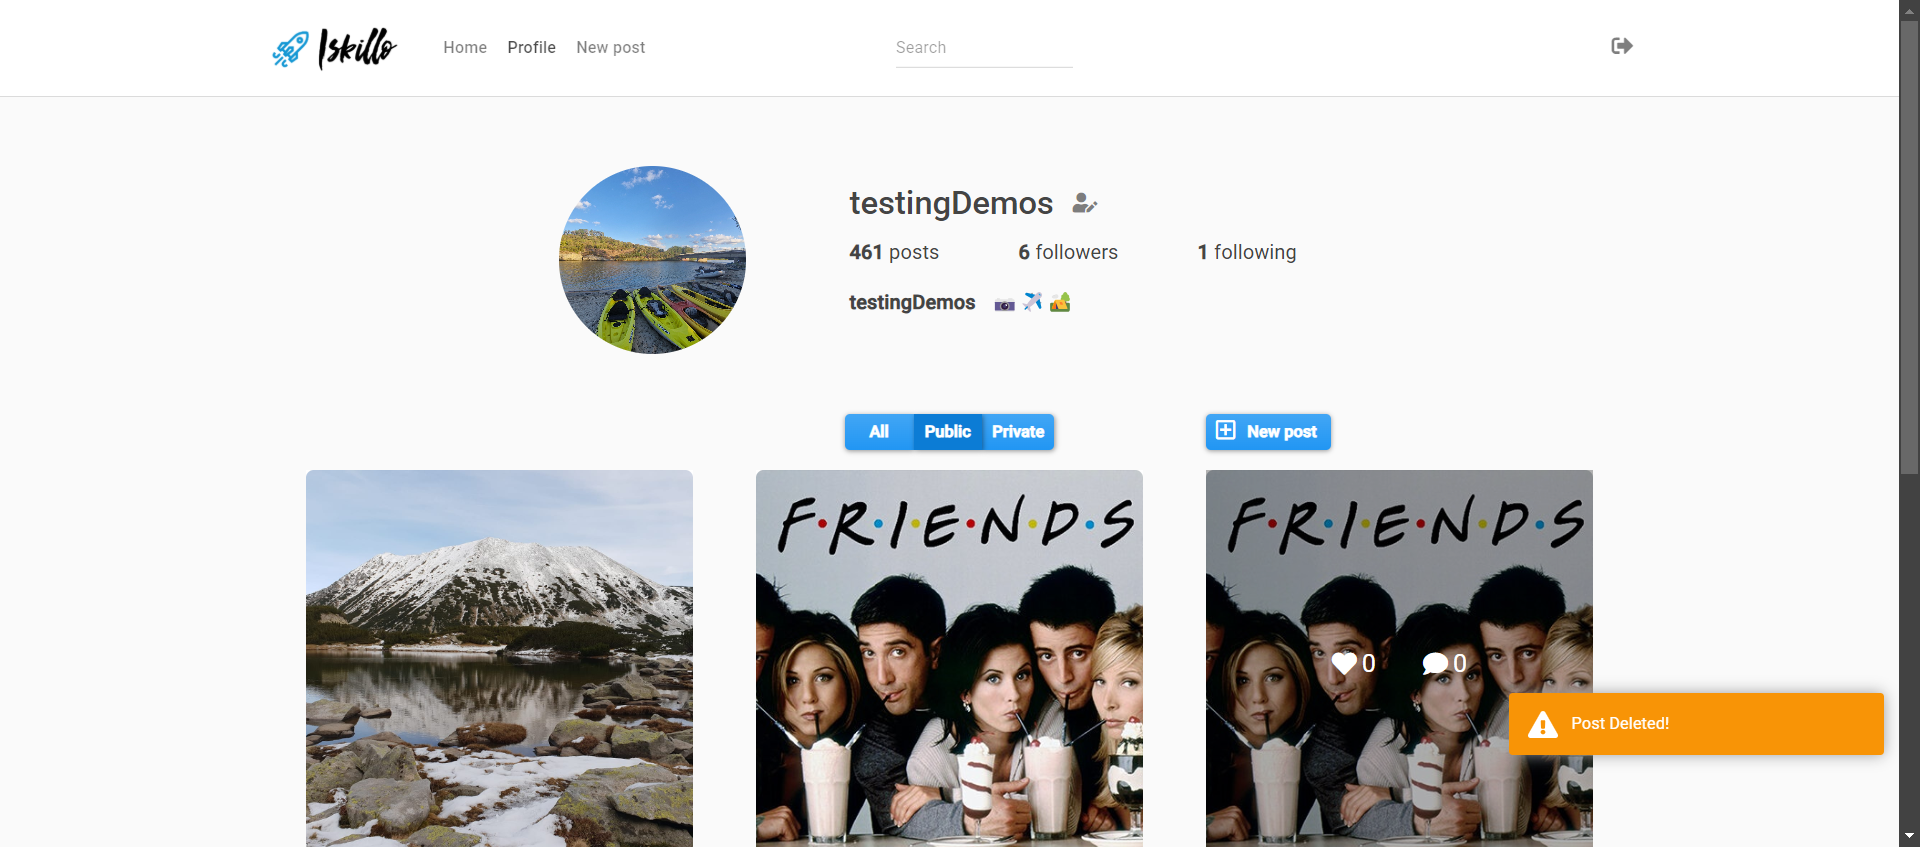 Iskillo
Home Profile New post
Search
testingDemos
461 posts 6 followers 1 following
testingDemos 📷 ✈️ 🏕️
All Public Private
New post
F·R·I·E·N·D·S
F·R·I·E·N·D·S
0 0
Post Deleted!